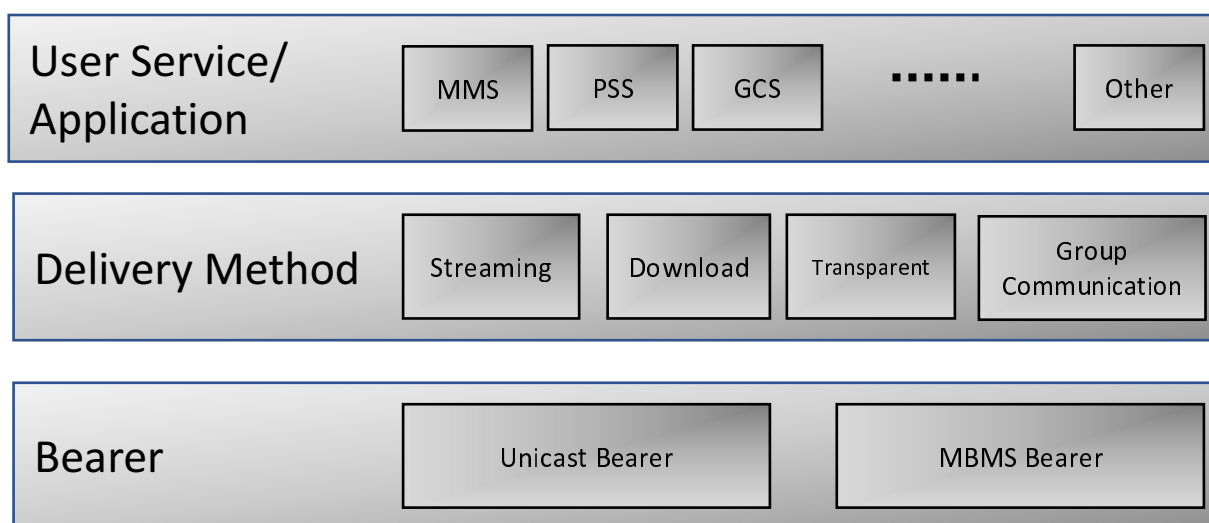 User Service/
Application
MMS
PSS
GCS
......
Other
Delivery Method
Streaming
Download
Transparent
Group
Communication
Bearer
Unicast Bearer
MBMS Bearer